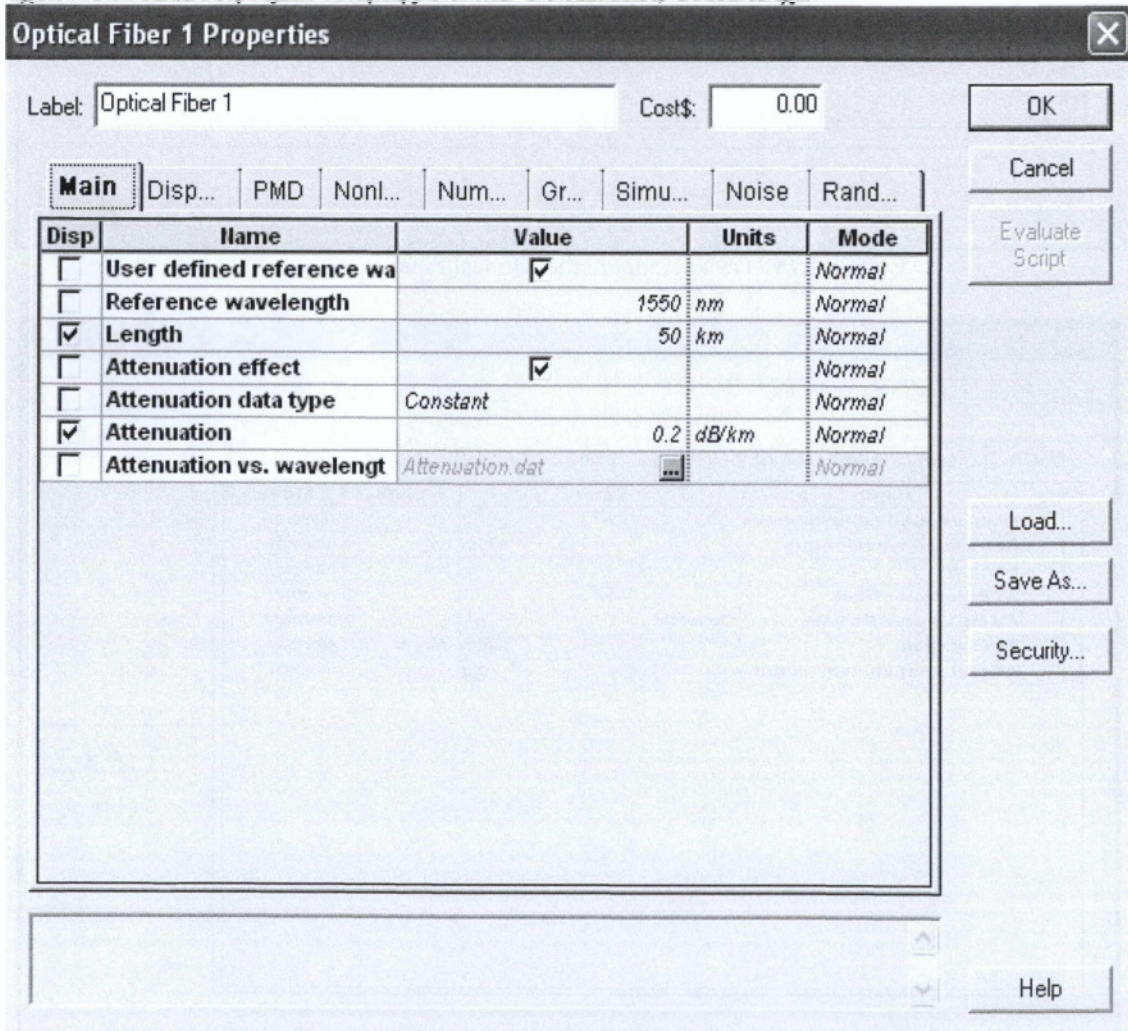 Optical Fiber 1 Properties
Label: Optical Fiber 1 Cost$: 0.00
OK
Cancel
Evaluate Script
Main Disp... PMD Nonl... Num... Gr... Simu... Noise Rand...
Disp Name Value Units Mode
User defined reference wa Normal
Reference wavelength 1550 nm Normal
Length 50 km Normal
Attenuation effect Normal
Attenuation data type Constant Normal
Attenuation 0.2 dB/km Normal
Attenuation vs. wavelengt Attenuation.dat ... Normal
Load...
Save As...
Security...
Help